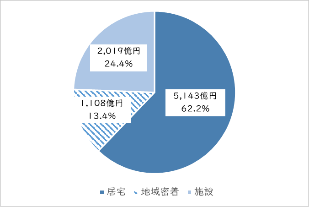 2,019億円
24.4%
5,143億円
62.2%
1,108億円
13.4%
居宅 地域密着 施設